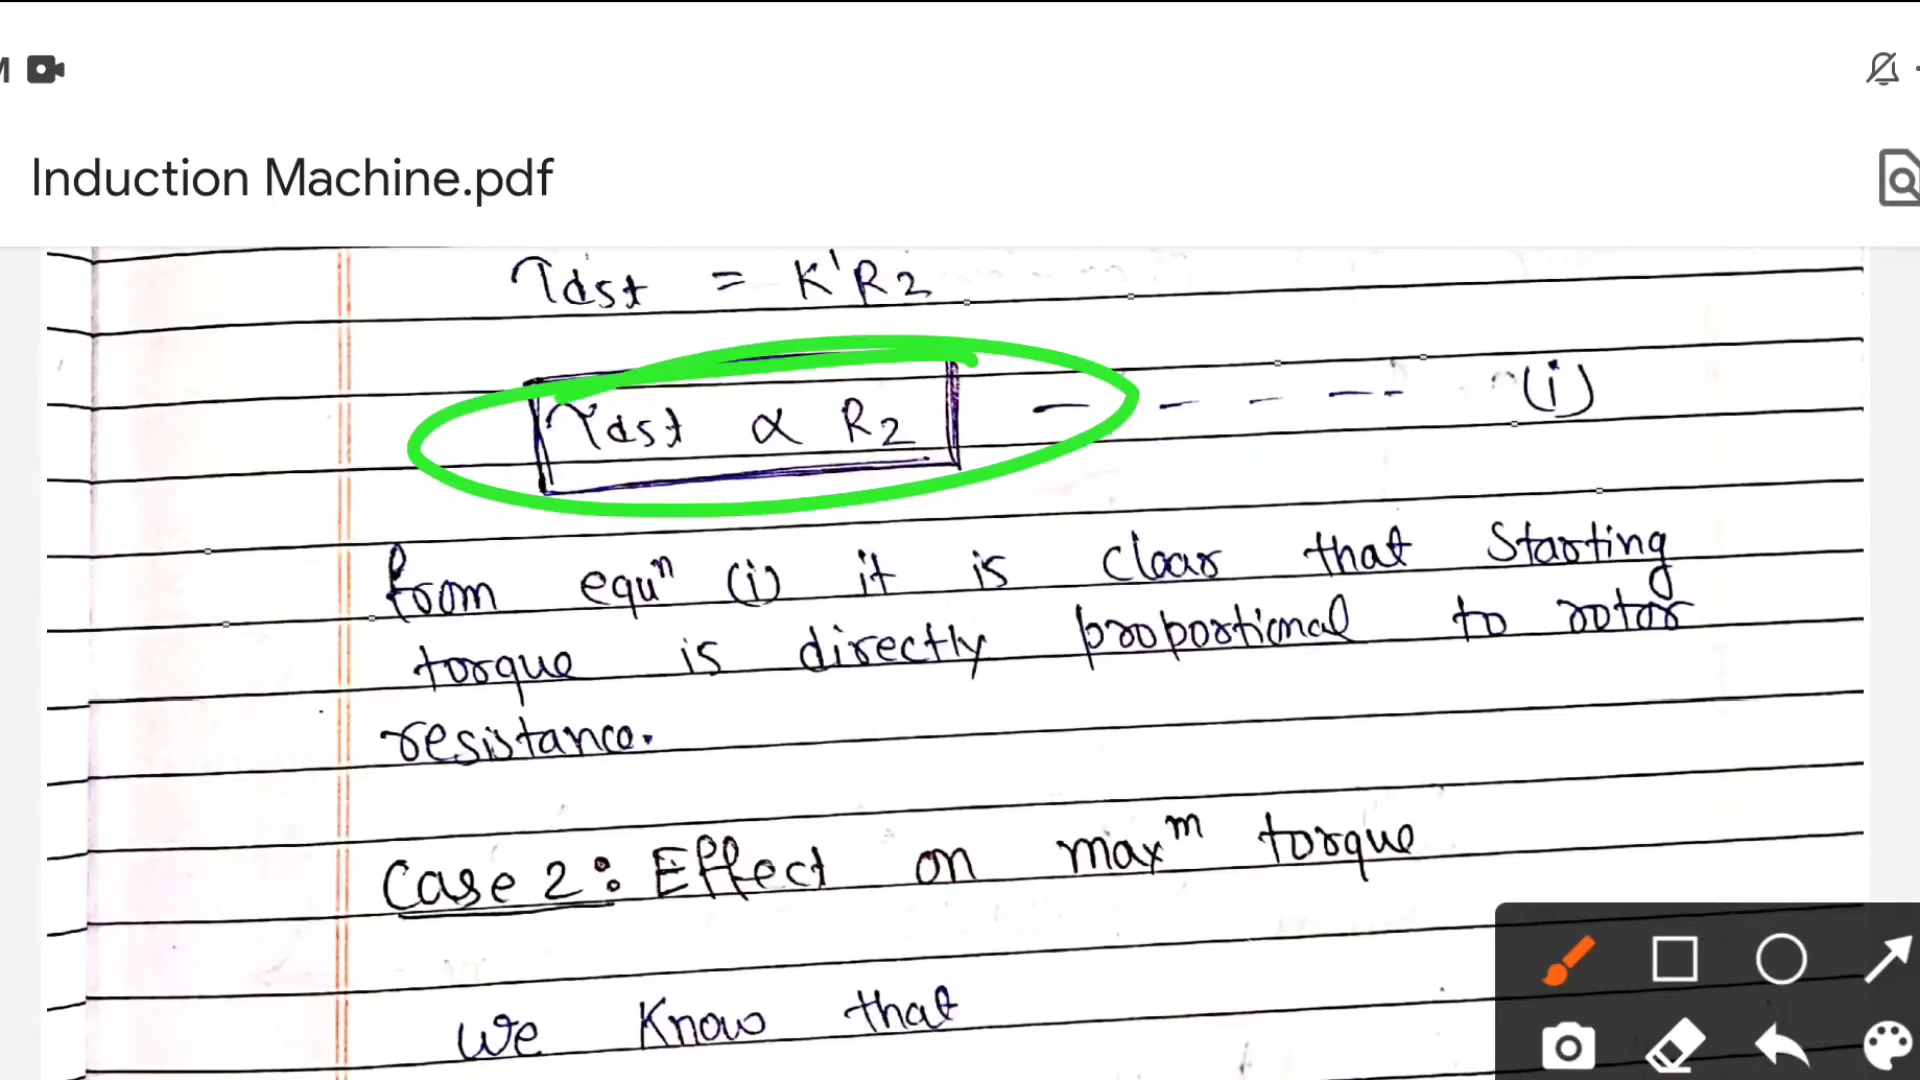 M
Induction Machine.pdf
τdst = K'R2
τdst ∝ R2 - - - - - (i)
from equⁿ (i) it is clear that Starting
torque is directly proportional to rotor
resistance.
Case 2: Effect on maxᵐ torque
we know that